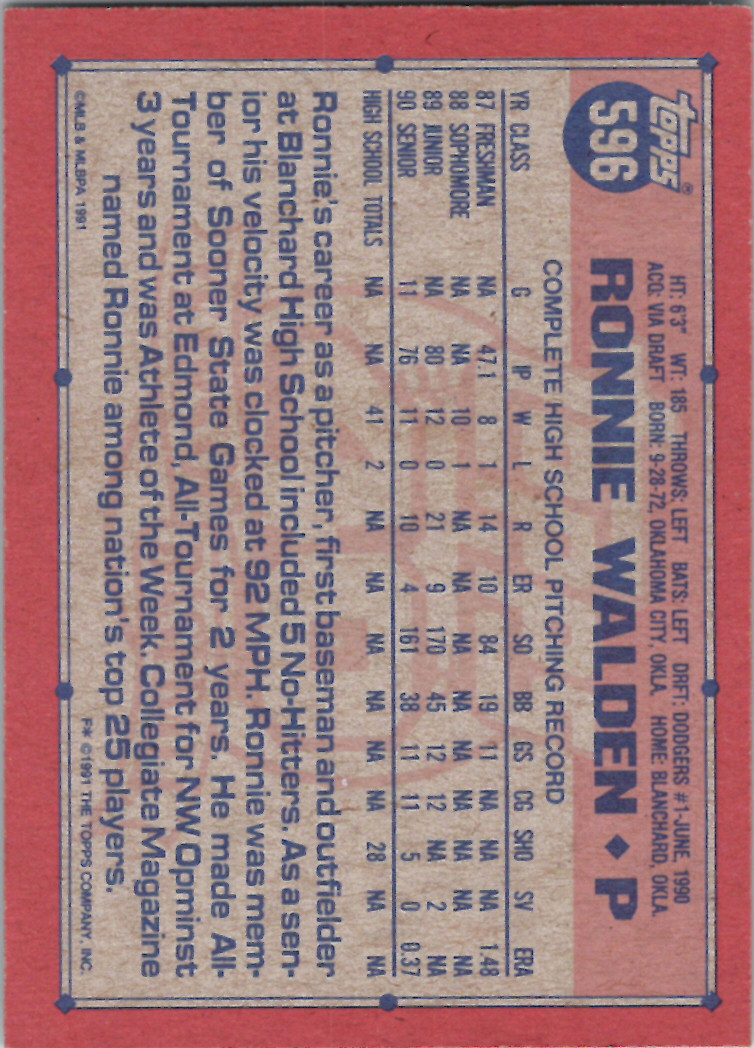 topps®
596
HT: 6'3" WT: 185 THROWS: LEFT BATS: LEFT DRFT: DODGERS #1-JUNE, 1990
ACQ: VIA DRAFT BORN: 9-28-72, OKLAHOMA CITY, OKLA. HOME: BLANCHARD, OKLA.
RONNIE WALDEN ♦ P
COMPLETE HIGH SCHOOL PITCHING RECORD
YR CLASS G IP W L R ER SO BB GS CG SHO SV ERA
87 FRESHMAN NA 47.1 8 1 14 10 84 19 11 NA NA NA 1.48
88 SOPHOMORE NA NA 10 1 NA NA NA NA NA NA NA NA NA
89 JUNIOR NA 80 12 0 21 9 170 45 12 12 NA 2 NA
90 SENIOR 11 76 11 0 10 4 161 38 11 11 5 0 0.37
HIGH SCHOOL TOTALS NA NA 41 2 NA NA NA NA NA NA 28 NA NA
Ronnie's career as a pitcher, first baseman and outfielder
at Blanchard High School included 5 No-Hitters. As a sen-
ior his velocity was clocked at 92 MPH. Ronnie was mem-
ber of Sooner State Games for 2 years. He made All-
Tournament at Edmond, All-Tournament for NW Opminst
3 years and was Athlete of the Week. Collegiate Magazine
named Ronnie among nation's top 25 players.
©MLB & MLBPA 1991
F* ©1991 THE TOPPS COMPANY, INC.